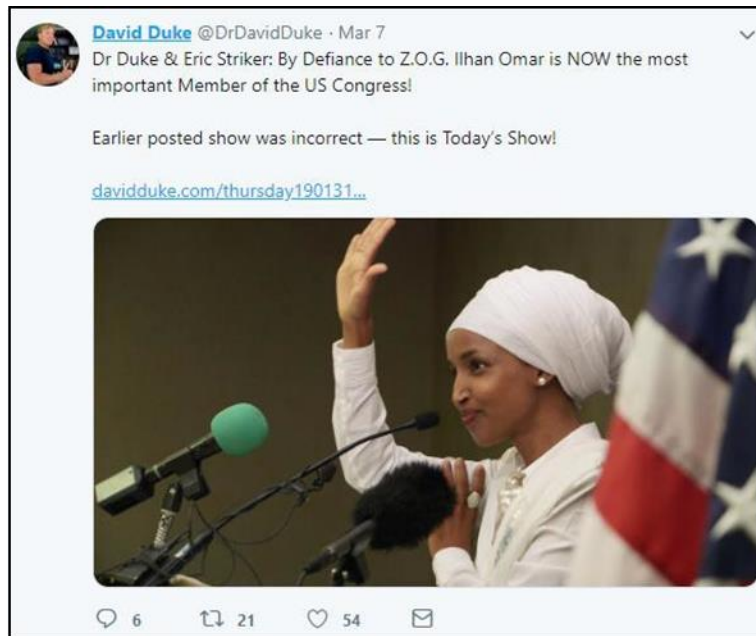 David Duke @DrDavidDuke · Mar 7
Dr Duke & Eric Striker: By Defiance to Z.O.G. Ilhan Omar is NOW the most
important Member of the US Congress!
Earlier posted show was incorrect — this is Today's Show!
davidduke.com/thursday190131...
6 21 54